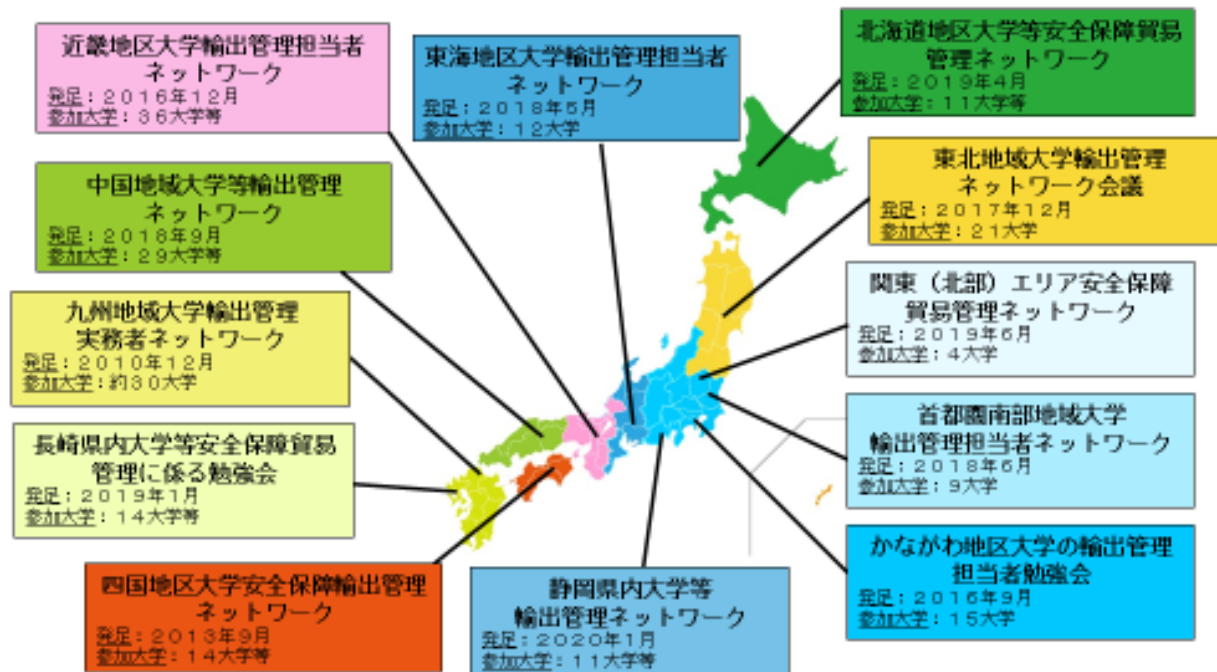 近畿地区大学輸出管理担当者
ネットワーク
発足：２０１６年１２月
参加大学：３６大学等
東海地区大学輸出管理担当者
ネットワーク
発足：２０１８年５月
参加大学：１２大学
北海道地区大学等安全保障貿易
管理ネットワーク
発足：２０１９年４月
参加大学：１１大学等
中国地域大学等輸出管理
ネットワーク
発足：２０１８年９月
参加大学：２９大学等
東北地域大学輸出管理
ネットワーク会議
発足：２０１７年１２月
参加大学：２１大学
九州地域大学輸出管理
実務者ネットワーク
発足：２０１０年１２月
参加大学：約３０大学
関東（北部）エリア安全保障
貿易管理ネットワーク
発足：２０１９年６月
参加大学：４大学
長崎県内大学等安全保障貿易
管理に係る勉強会
発足：２０１９年１月
参加大学：１４大学等
首都圏南部地域大学
輸出管理担当者ネットワーク
発足：２０１８年６月
参加大学：９大学
四国地区大学安全保障輸出管理
ネットワーク
発足：２０１３年９月
参加大学：１４大学等
静岡県内大学等
輸出管理ネットワーク
発足：２０２０年１月
参加大学：１１大学等
かながわ地区大学の輸出管理
担当者勉強会
発足：２０１６年９月
参加大学：１５大学